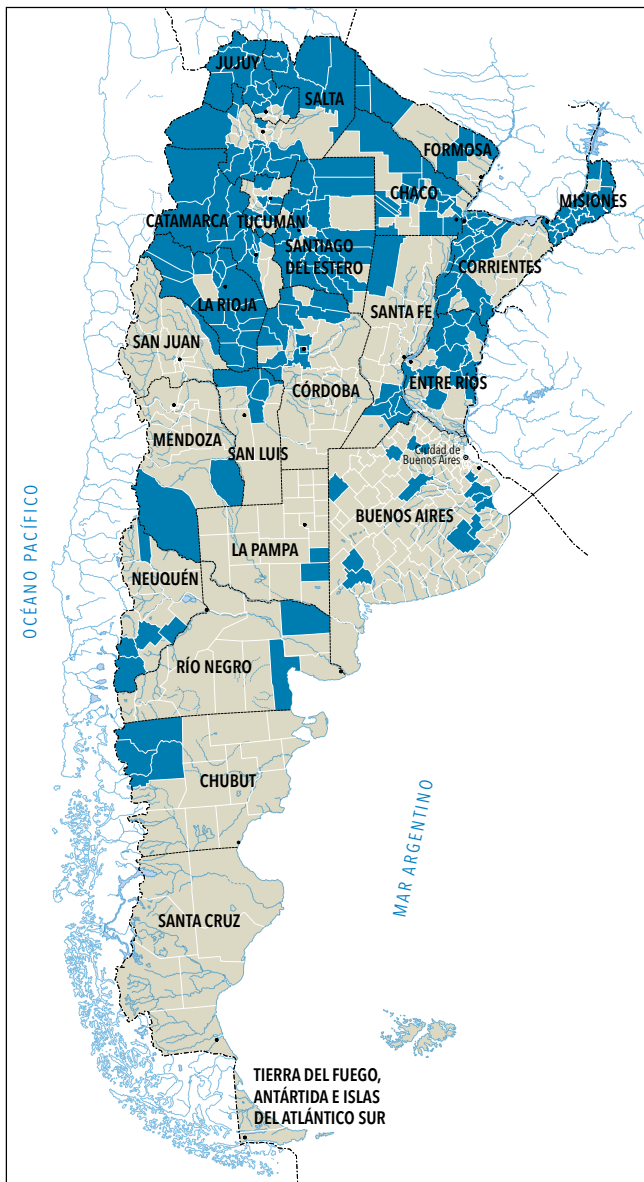 JUJUY
SALTA
FORMOSA
CHACO
MISIONES
CATAMARCA
TUCUMÁN
SANTIAGO
DEL ESTERO
CORRIENTES
LA RIOJA
SANTA FE
SAN JUAN
ENTRE RÍOS
CÓRDOBA
MENDOZA
SAN LUIS
Ciudad de
Buenos Aires
BUENOS AIRES
LA PAMPA
OCÉANO PACÍFICO
NEUQUÉN
RÍO NEGRO
CHUBUT
MAR ARGENTINO
SANTA CRUZ
TIERRA DEL FUEGO,
ANTÁRTIDA E ISLAS
DEL ATLÁNTICO SUR